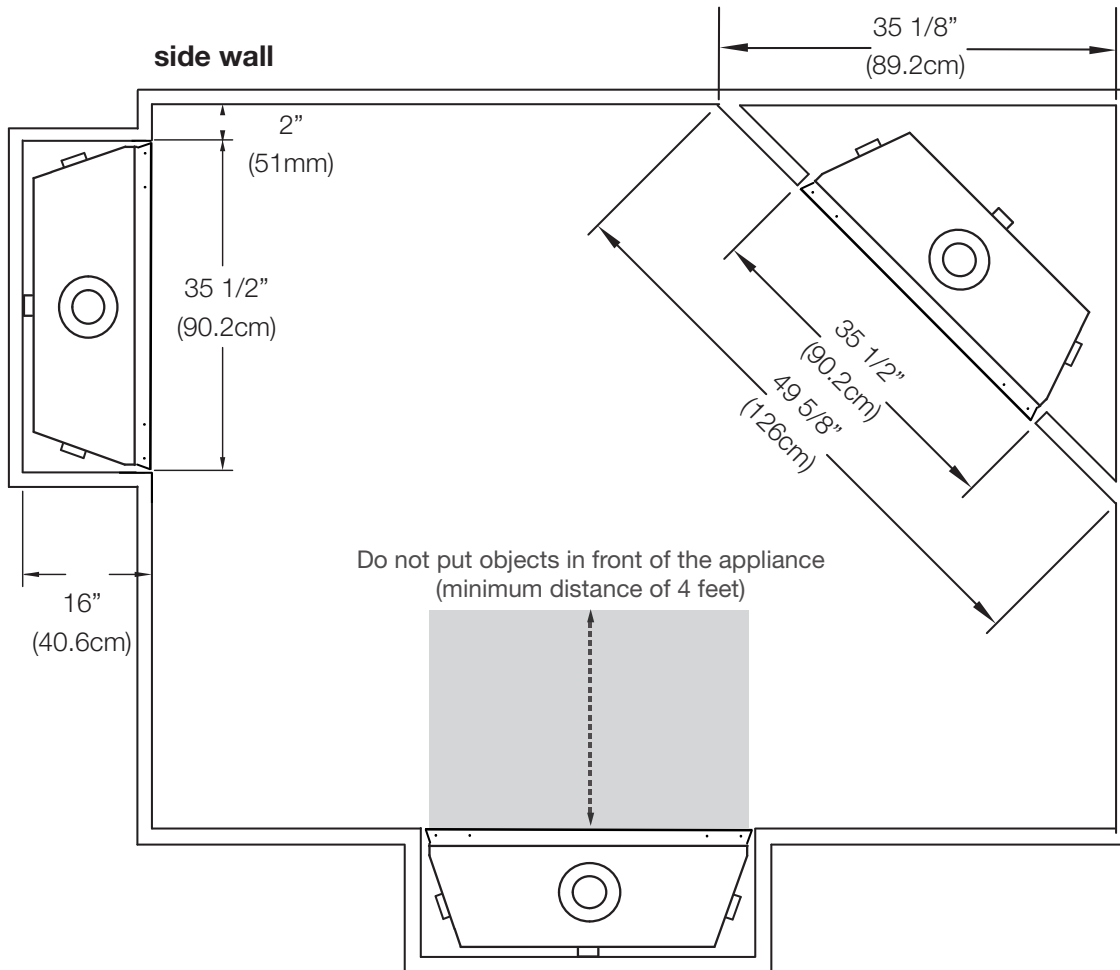 35 1/8”
(89.2cm)
side wall
2”
(51mm)
35 1/2”
(90.2cm)
35 1/2”
(90.2cm)
49 5/8”
(126cm)
Do not put objects in front of the appliance
(minimum distance of 4 feet)
16”
(40.6cm)